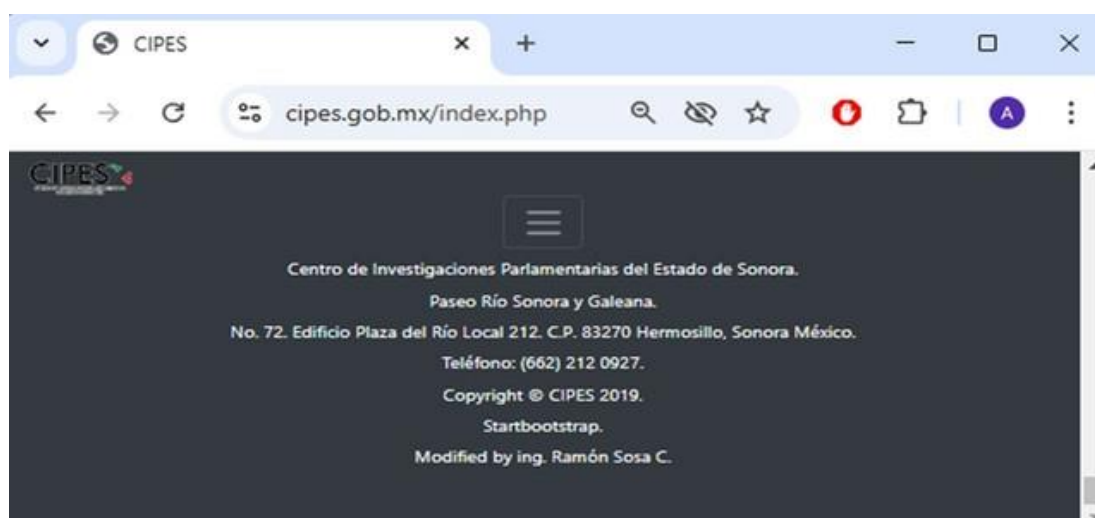 CIPES
cipes.gob.mx/index.php
A
CIPES
Centro de Investigaciones Parlamentarias del Estado de Sonora.
Paseo Río Sonora y Galeana.
No. 72. Edificio Plaza del Río Local 212. C.P. 83270 Hermosillo, Sonora México.
Teléfono: (662) 212 0927.
Copyright © CIPES 2019.
Startbootstrap.
Modified by ing. Ramón Sosa C.